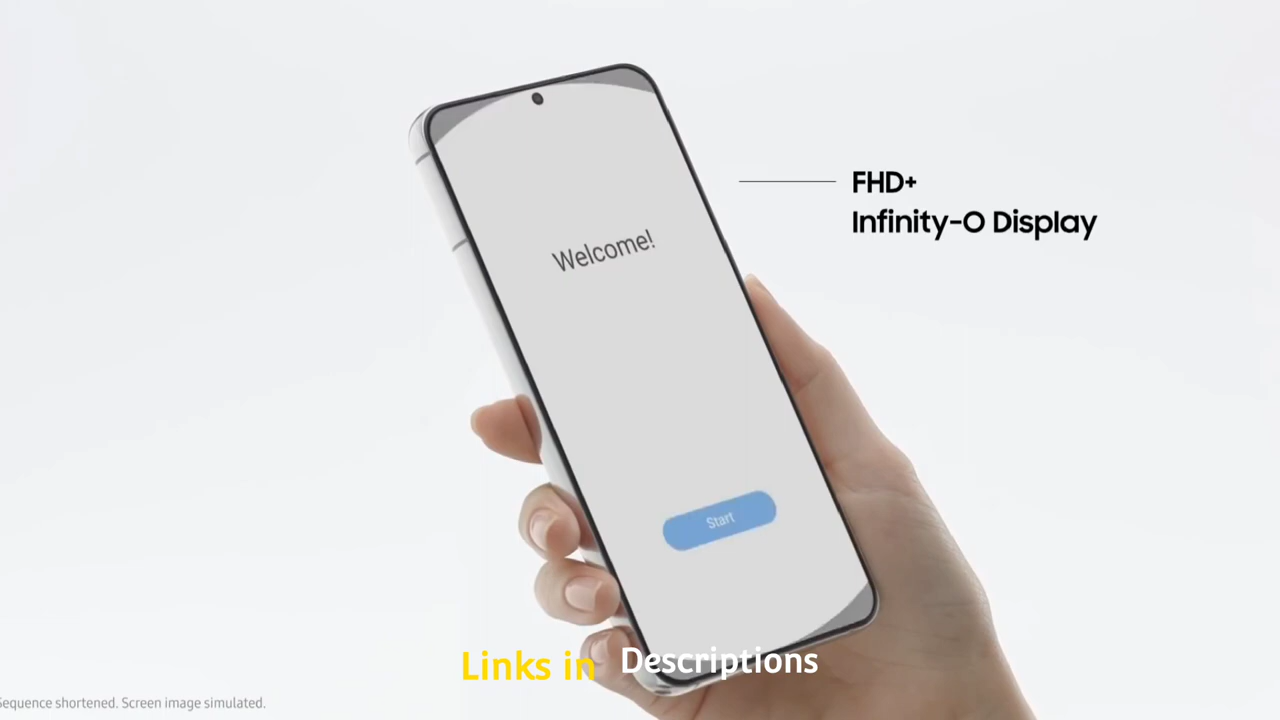 FHD+
Infinity-O Display
Welcome!
Start
Links in Descriptions
Sequence shortened. Screen image simulated.